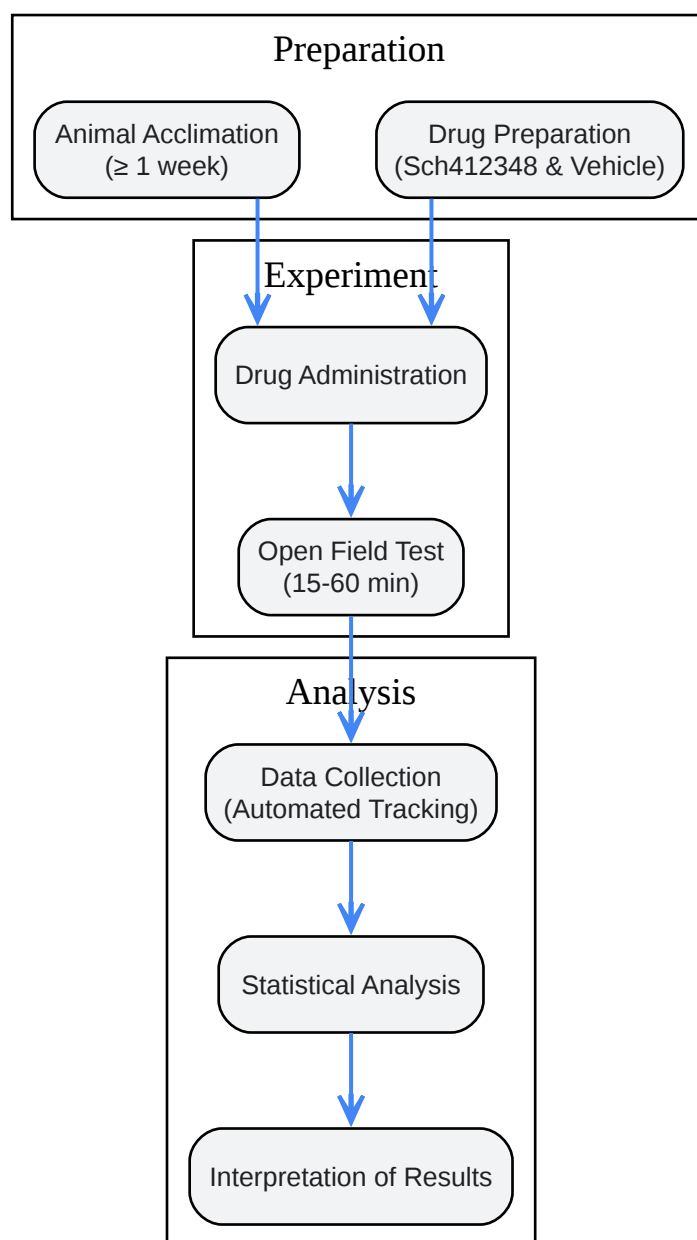 Preparation
Animal Acclimation
(≥ 1 week)
Drug Preparation
(Sch412348 & Vehicle)
Experiment
Drug Administration
Open Field Test
(15-60 min)
Analysis
Data Collection
(Automated Tracking)
Statistical Analysis
Interpretation of Results